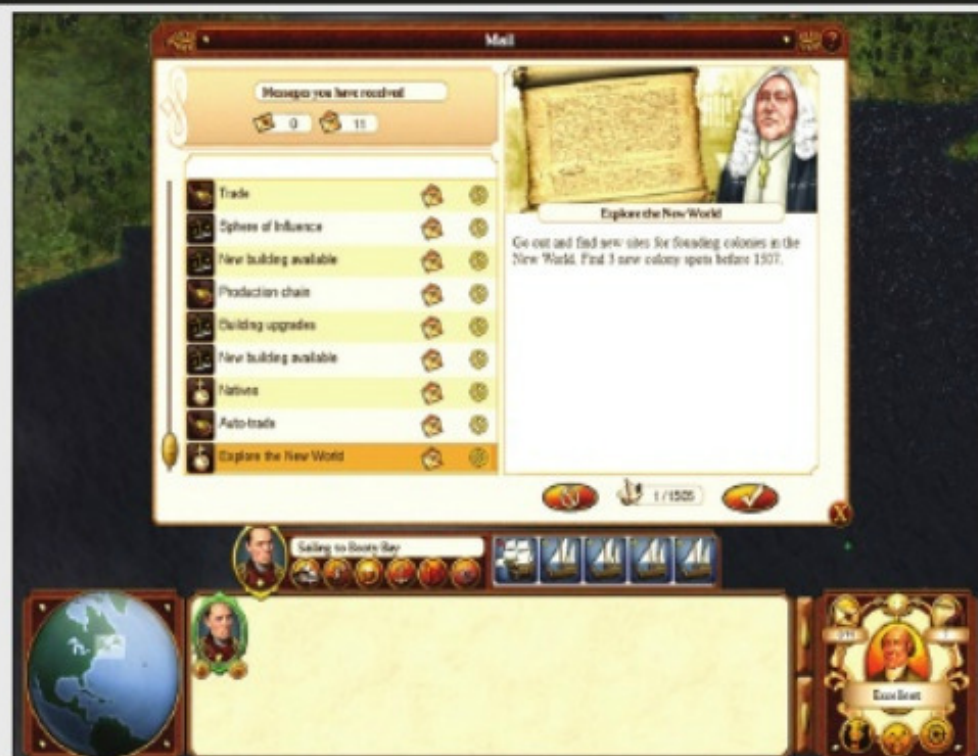 Mail
Messages you have received
0
11
Trade
Sphere of Influence
New building available
Production chain
Building upgrades
New building available
Natives
Auto-trade
Explore the New World
Explore the New World
Go out and find new sites for founding colonies in the
New World. Find 3 new colony spots before 1507.
1 / 1505
X
Sailing to Booty Bay
Excellent